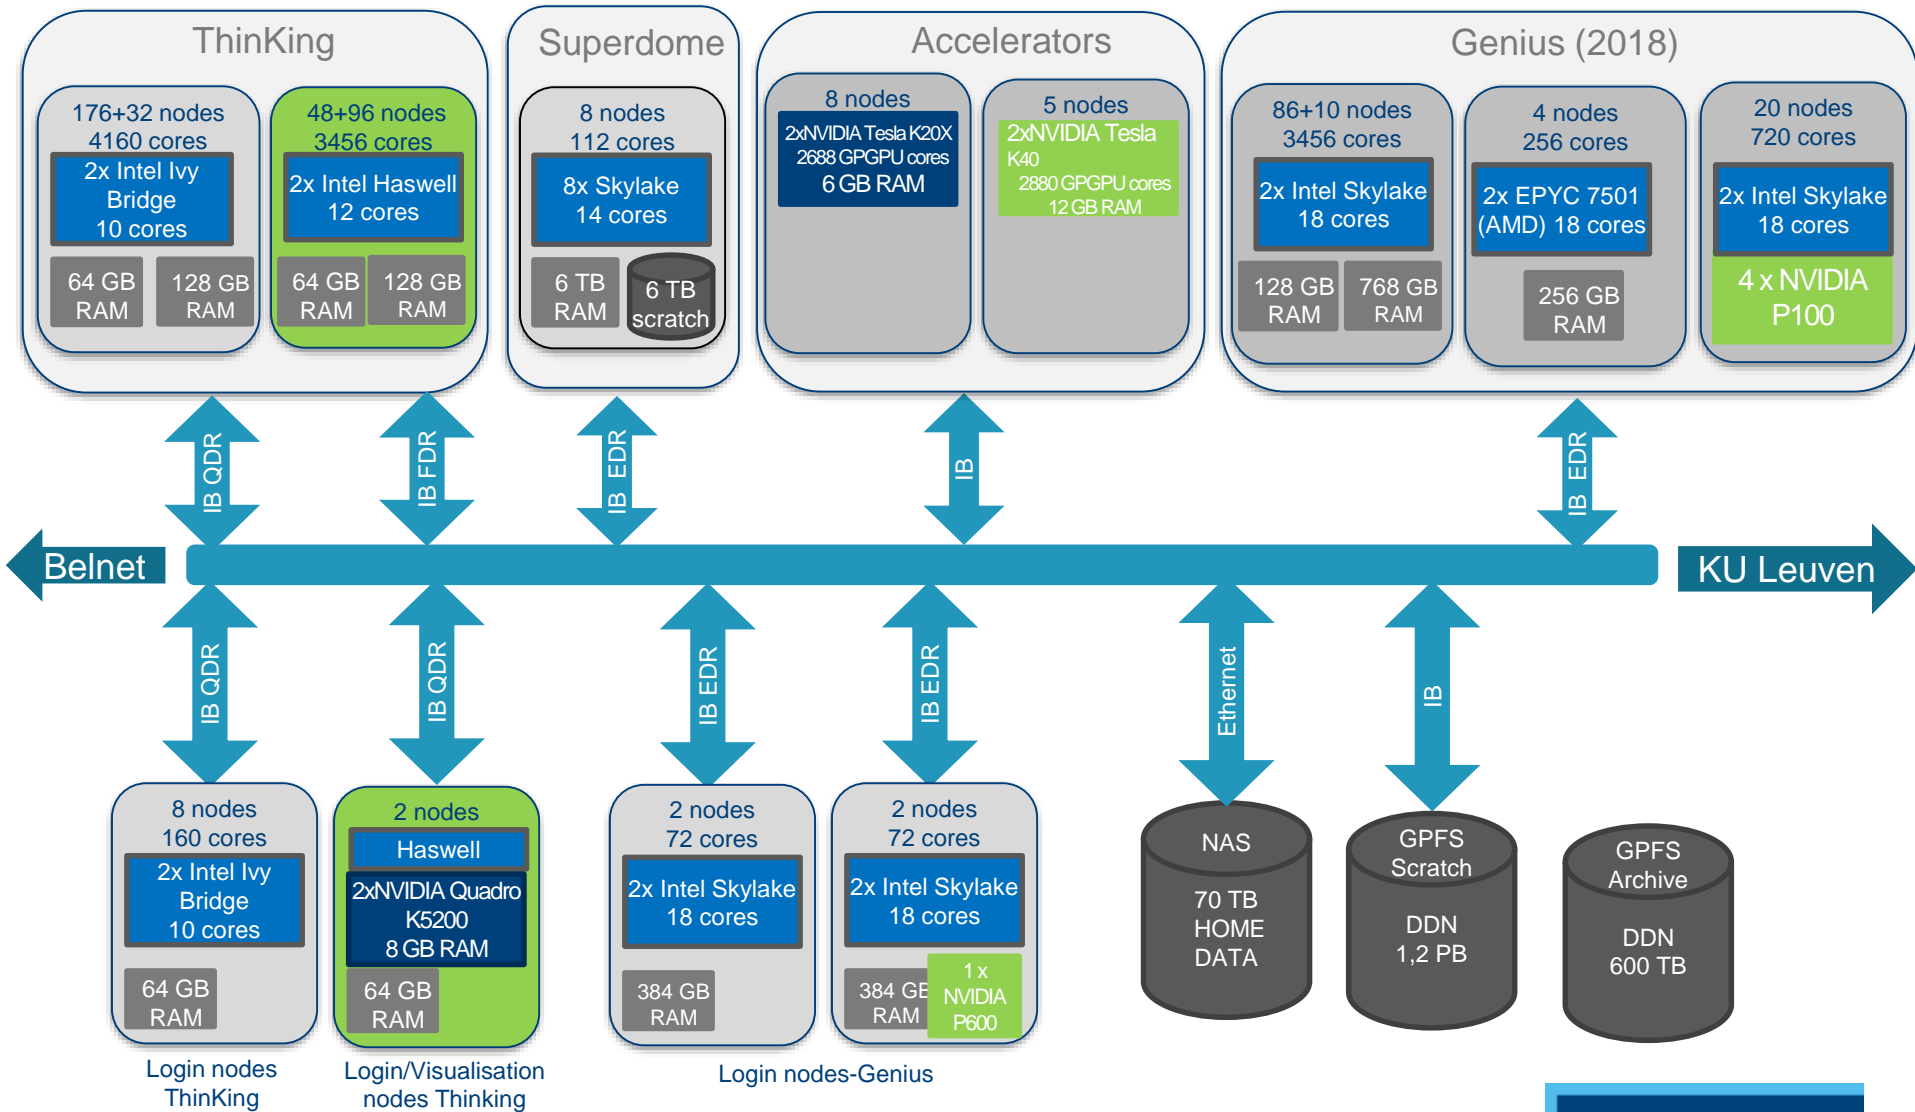 ThinKing
176+32 nodes
4160 cores
2x Intel Ivy
Bridge
10 cores
64 GB
RAM
128 GB
RAM
48+96 nodes
3456 cores
2x Intel Haswell
12 cores
64 GB
RAM
128 GB
RAM
Superdome
8 nodes
112 cores
8x Skylake
14 cores
6 TB
RAM
6 TB
scratch
Accelerators
8 nodes
2xNVIDIA Tesla K20X
2688 GPGPU cores
6 GB RAM
5 nodes
2xNVIDIA Tesla
K40
2880 GPGPU cores
12 GB RAM
Genius (2018)
86+10 nodes
3456 cores
2x Intel Skylake
18 cores
128 GB
RAM
768 GB
RAM
4 nodes
256 cores
2x EPYC 7501
(AMD) 18 cores
256 GB
RAM
20 nodes
720 cores
2x Intel Skylake
18 cores
4 x NVIDIA
P100
IB QDR
IB FDR
IB EDR
IB
IB EDR
Belnet
KU Leuven
IB QDR
IB QDR
IB EDR
IB EDR
Ethernet
IB
8 nodes
160 cores
2x Intel Ivy
Bridge
10 cores
64 GB
RAM
Login nodes
ThinKing
2 nodes
Haswell
2xNVIDIA Quadro
K5200
8 GB RAM
64 GB
RAM
Login/Visualisation
nodes Thinking
2 nodes
72 cores
2x Intel Skylake
18 cores
384 GB
RAM
2 nodes
72 cores
2x Intel Skylake
18 cores
384 GB
RAM
1 x
NVIDIA
P600
Login nodes-Genius
NAS
70 TB
HOME
DATA
GPFS
Scratch
DDN
1,2 PB
GPFS
Archive
DDN
600 TB